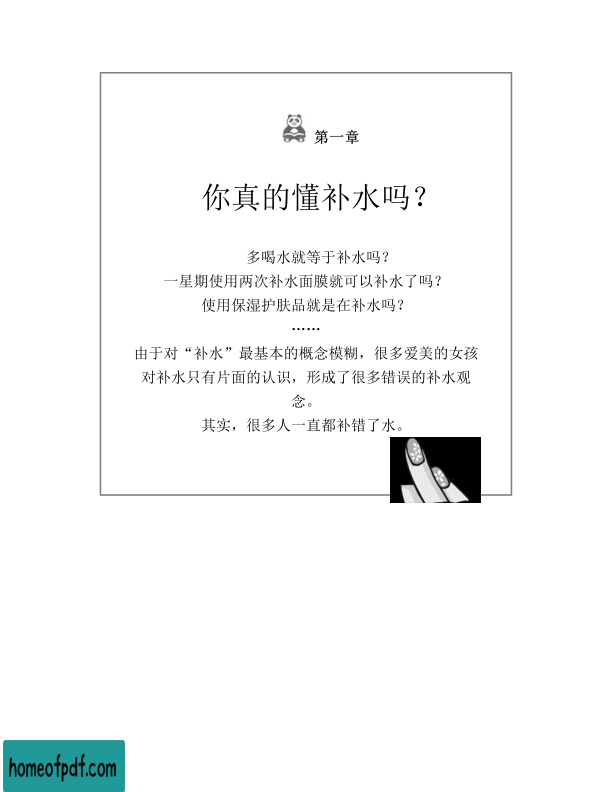 第一章
你真的懂补水吗？
多喝水就等于补水吗？
一星期使用两次补水面膜就可以补水了吗？
使用保湿护肤品就是在补水吗？
……
由于对“补水”最基本的概念模糊，很多爱美的女孩
对补水只有片面的认识，形成了很多错误的补水观
念。
其实，很多人一直都补错了水。
homeofpdf.com